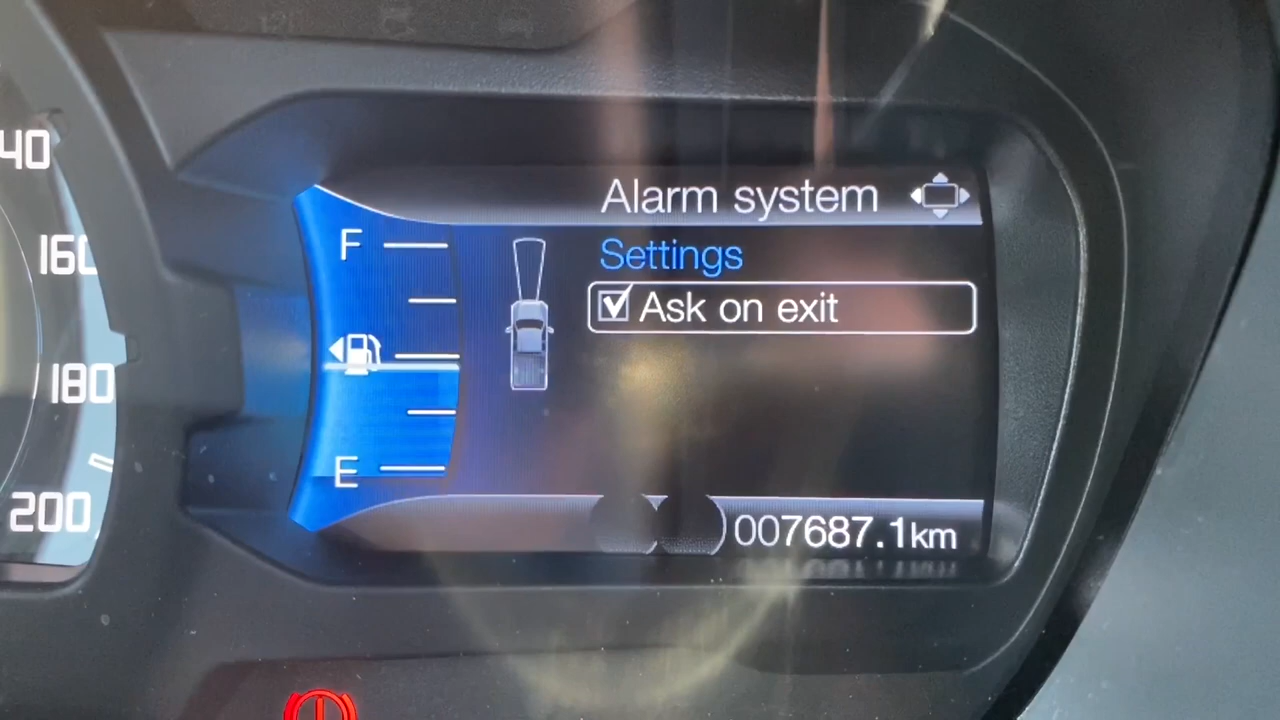 40
160
180
200
F
E
Alarm system
Settings
Ask on exit
007687.1km